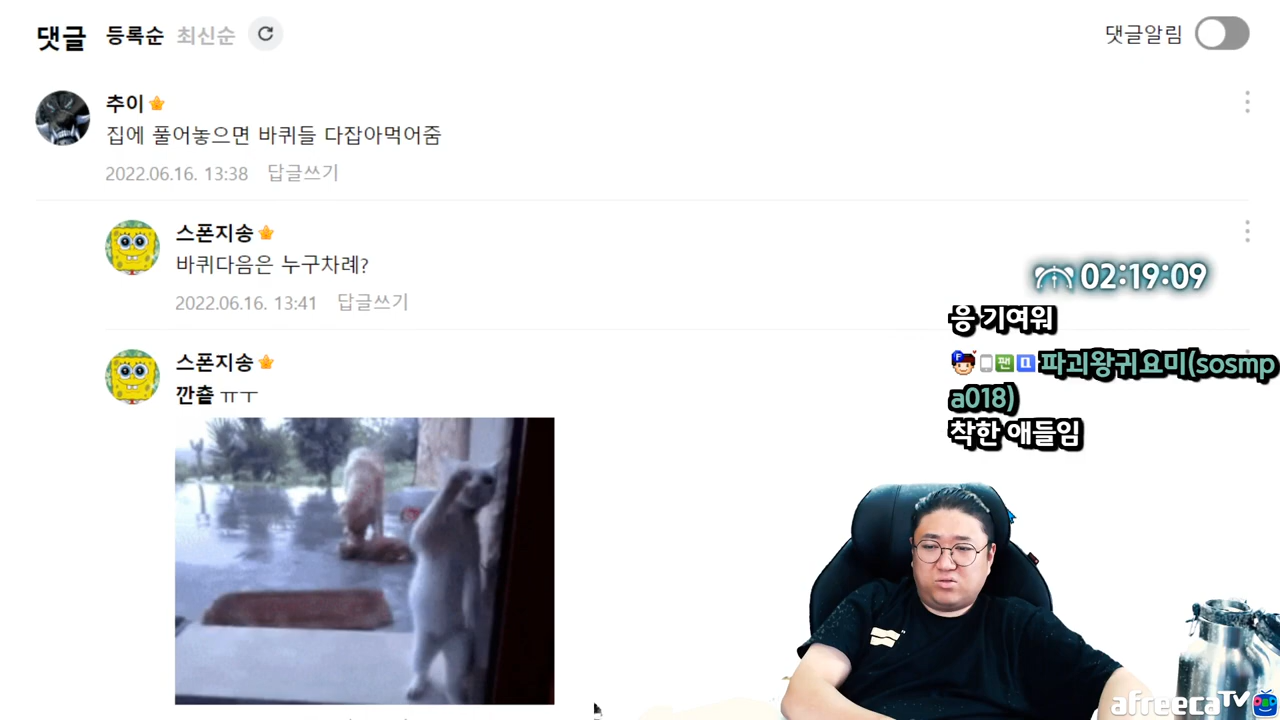 댓글 등록순 최신순 댓글알림
추이
집에 풀어놓으면 바퀴들 다잡아먹어줌
2022.06.16. 13:38 답글쓰기
스폰지송
바퀴다음은 누구차례?
2022.06.16. 13:41 답글쓰기
스폰지송
깐촙 ㅠㅜ
02:19:09
응 기여워
F 팬 n 파괴왕귀요미(sosmp
a018)
착한 애들임
afreecaTV